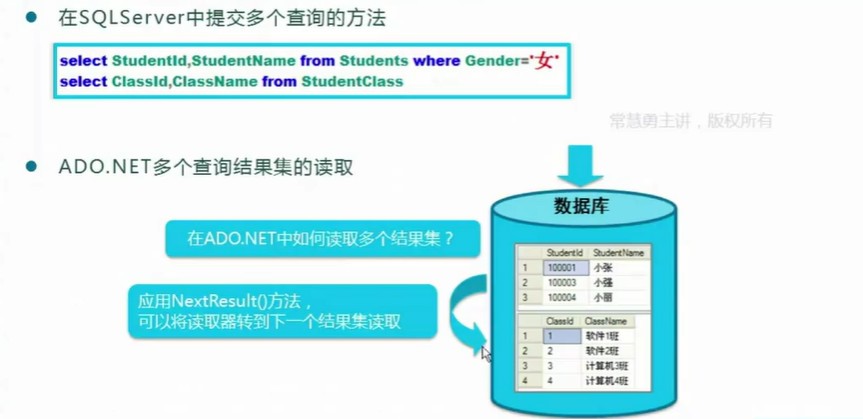 在SQLServer中提交多个查询的方法
select StudentId,StudentName from Students where Gender='女'
select ClassId,ClassName from StudentClass
常慧勇主讲，版权所有
ADO.NET多个查询结果集的读取
数据库
在ADO.NET中如何读取多个结果集？
应用NextResult()方法，
可以将读取器转到下一个结果集读取
StudentId StudentName
1 100001 小张
2 100003 小强
3 100004 小丽
ClassId ClassName
1 1 软件1班
2 2 软件2班
3 3 计算机3班
4 4 计算机4班